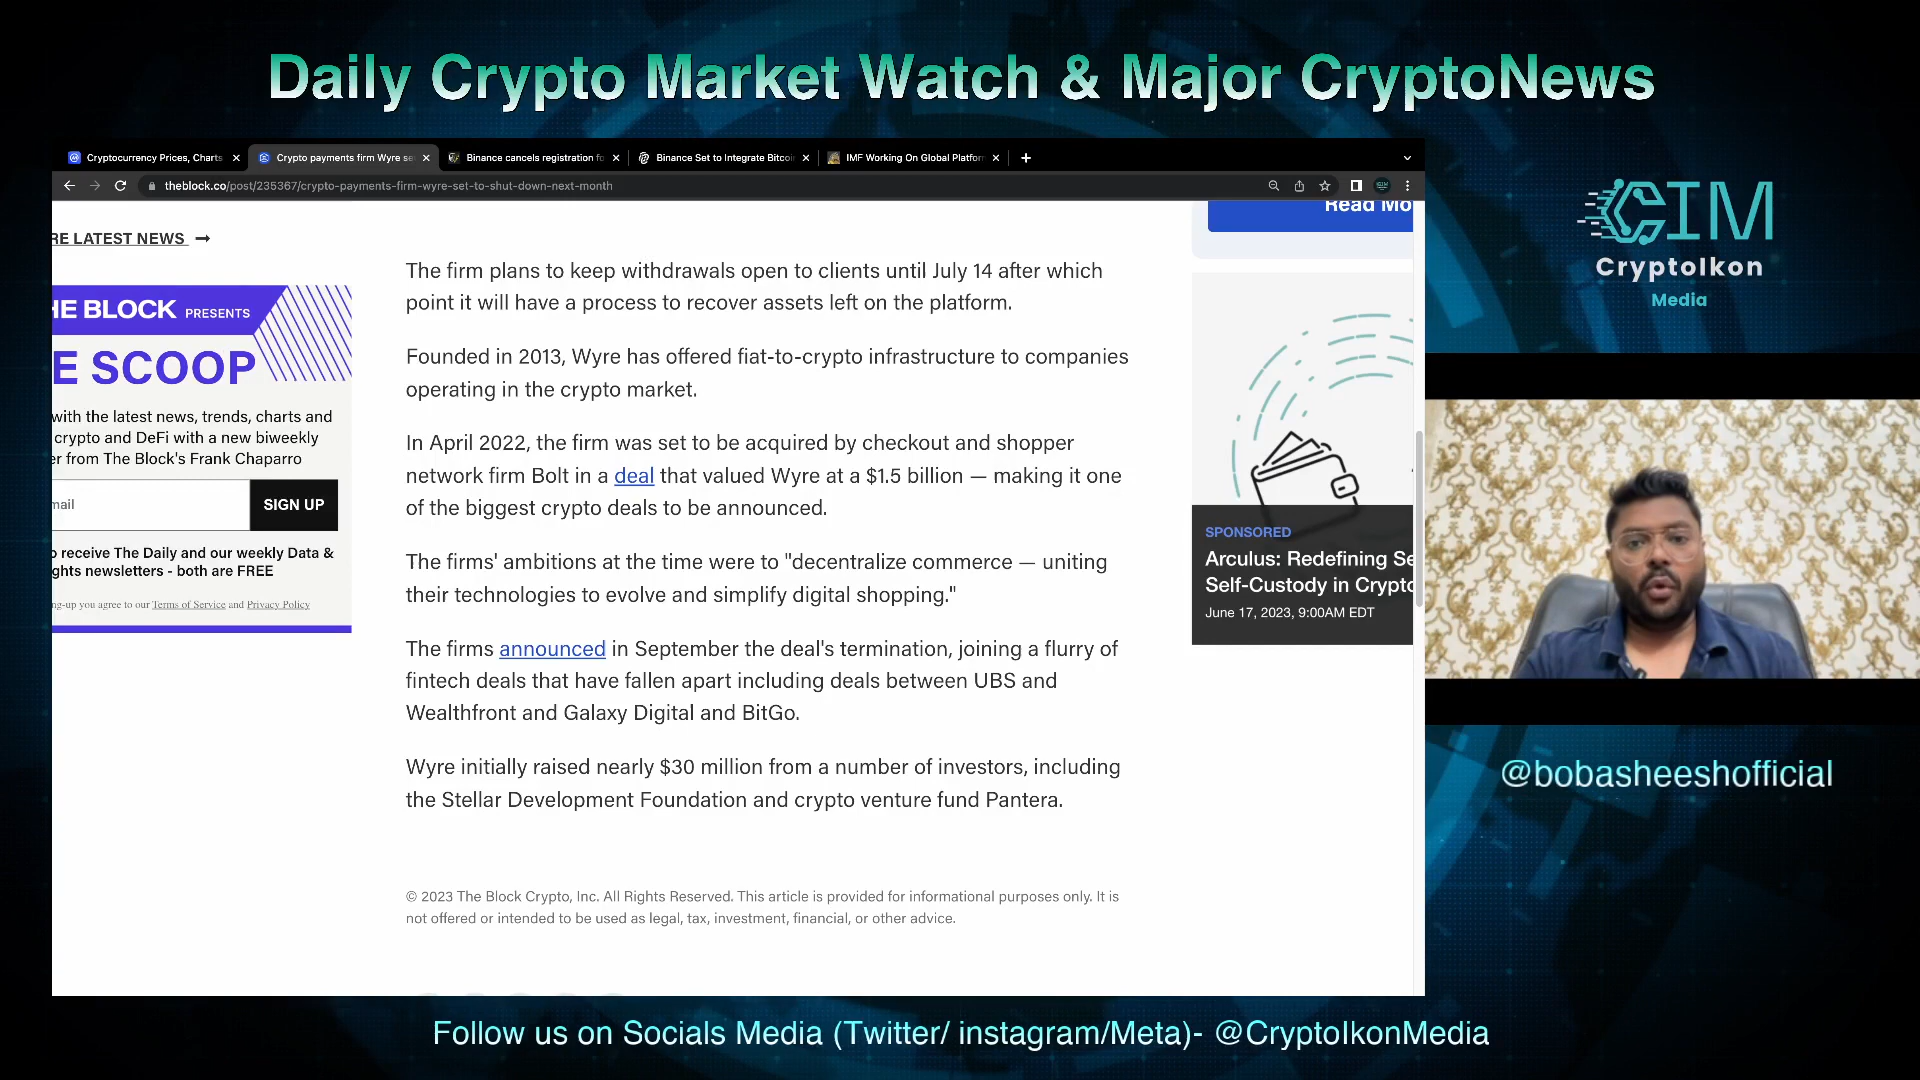 Daily Crypto Market Watch & Major CryptoNews
Cryptocurrency Prices, Charts
Crypto payments firm Wyre se
Binance cancels registration fo
Binance Set to Integrate Bitcoi
IMF Working On Global Platfor
theblock.co/post/235367/crypto-payments-firm-wyre-set-to-shut-down-next-month
RE LATEST NEWS
HE BLOCK PRESENTS
E SCOOP
with the latest news, trends, charts and
crypto and DeFi with a new biweekly
er from The Block's Frank Chaparro
mail
SIGN UP
o receive The Daily and our weekly Data &
ghts newsletters - both are FREE
ng-up you agree to our Terms of Service and Privacy Policy
The firm plans to keep withdrawals open to clients until July 14 after which
point it will have a process to recover assets left on the platform.
Founded in 2013, Wyre has offered fiat-to-crypto infrastructure to companies
operating in the crypto market.
In April 2022, the firm was set to be acquired by checkout and shopper
network firm Bolt in a deal that valued Wyre at a $1.5 billion — making it one
of the biggest crypto deals to be announced.
The firms' ambitions at the time were to "decentralize commerce — uniting
their technologies to evolve and simplify digital shopping."
The firms announced in September the deal's termination, joining a flurry of
fintech deals that have fallen apart including deals between UBS and
Wealthfront and Galaxy Digital and BitGo.
Wyre initially raised nearly $30 million from a number of investors, including
the Stellar Development Foundation and crypto venture fund Pantera.
© 2023 The Block Crypto, Inc. All Rights Reserved. This article is provided for informational purposes only. It is
not offered or intended to be used as legal, tax, investment, financial, or other advice.
Read Mo
SPONSORED
Arculus: Redefining Se
Self-Custody in Crypto
June 17, 2023, 9:00AM EDT
CIM
CryptoIkon
Media
@bobasheeshofficial
Follow us on Socials Media (Twitter/ instagram/Meta)- @CryptoIkonMedia